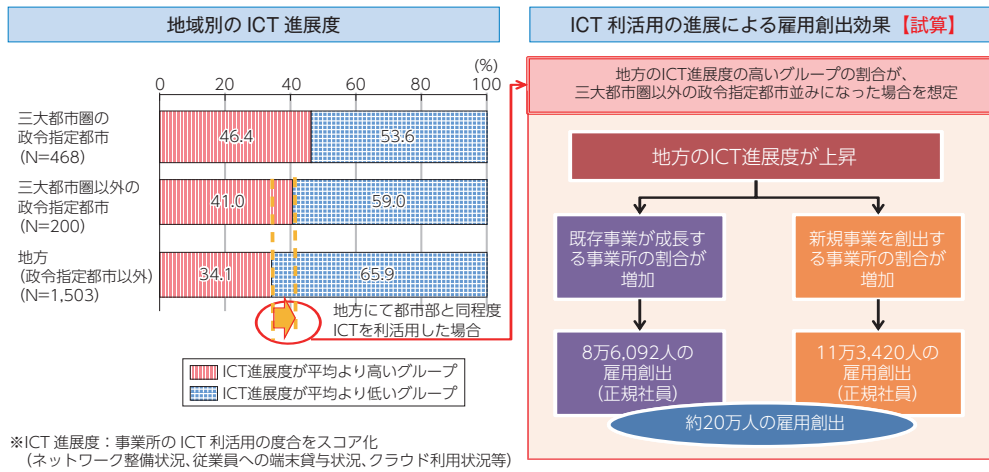 地域別の ICT 進展度
(%)
0 20 40 60 80 100
三大都市圏の
政令指定都市
(N=468)
46.4 53.6
三大都市圏以外の
政令指定都市
(N=200)
41.0 59.0
地方
(政令指定都市以外)
(N=1,503)
34.1 65.9
地方にて都市部と同程度
ICTを利活用した場合
ICT進展度が平均より高いグループ
ICT進展度が平均より低いグループ
※ICT 進展度:事業所の ICT 利活用の度合をスコア化
(ネットワーク整備状況、従業員への端末貸与状況、クラウド利用状況等)
ICT 利活用の進展による雇用創出効果【試算】
地方のICT進展度の高いグループの割合が、
三大都市圏以外の政令指定都市並みになった場合を想定
地方のICT進展度が上昇
既存事業が成長す
る事業所の割合が
増加
新規事業を創出す
る事業所の割合が
増加
8万6,092人の
雇用創出
(正規社員)
11万3,420人の
雇用創出
(正規社員)
約20万人の雇用創出